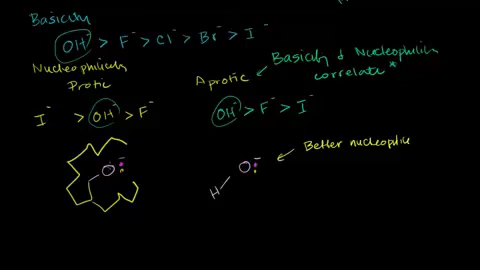 Basicity
OH⁻ > F⁻ > Cl⁻ > Br⁻ > I⁻
Nucleophilicity
Protic
I⁻ > OH⁻ > F⁻
Aprotic
Basicity & Nucleophilicity
correlate *
OH⁻ > F⁻ > I⁻
O⁻
H O⁻
Better nucleophile